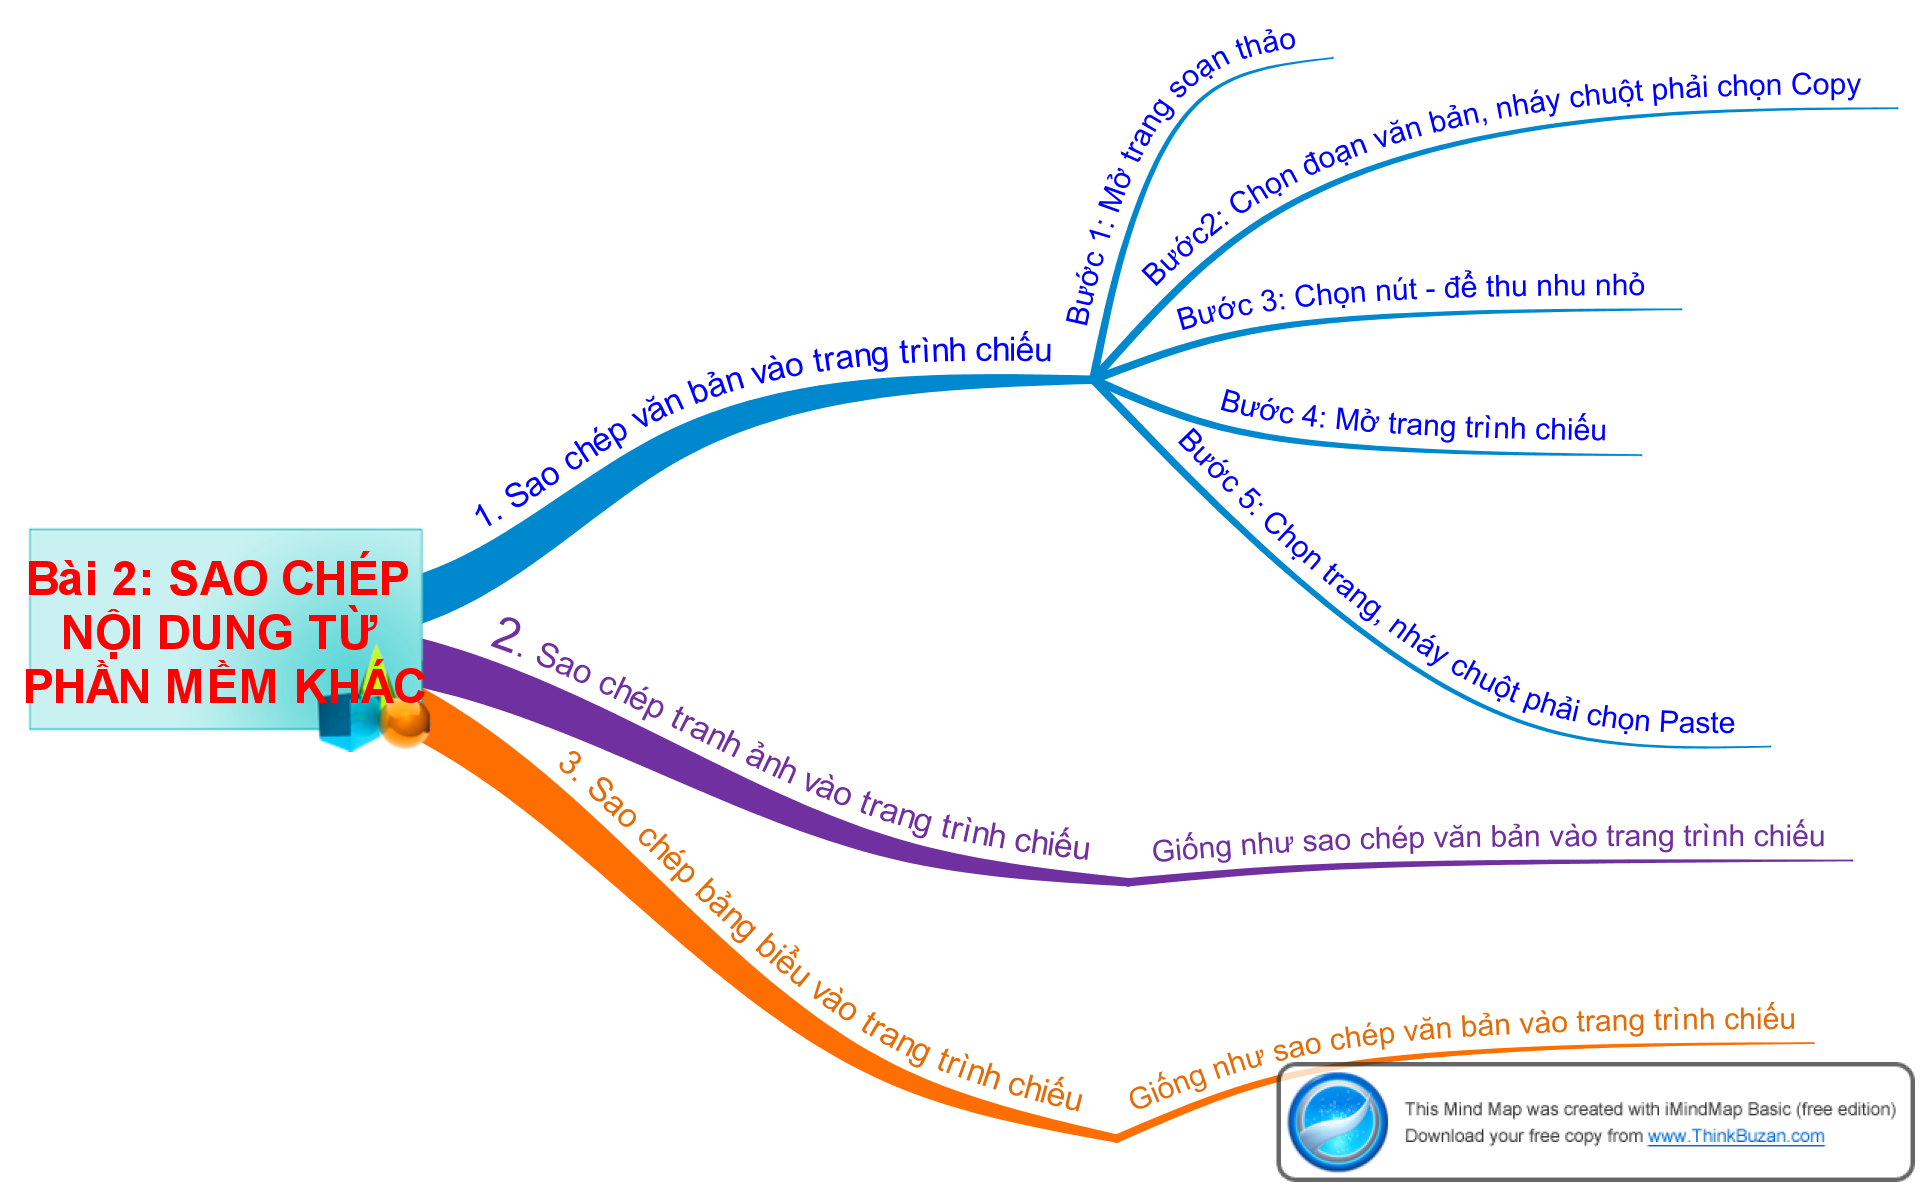 Bài 2: SAO CHÉP
NỘI DUNG TỪ
PHẦN MỀM KHÁC
1. Sao chép văn bản vào trang trình chiếu
Bước 1: Mở trang soạn thảo
Bước2: Chọn đoạn văn bản, nháy chuột phải chọn Copy
Bước 3: Chọn nút - để thu nhu nhỏ
Bước 4: Mở trang trình chiếu
Bước 5: Chọn trang, nháy chuột phải chọn Paste
2. Sao chép tranh ảnh vào trang trình chiếu
Giống như sao chép văn bản vào trang trình chiếu
3. Sao chép bảng biểu vào trang trình chiếu
Giống như sao chép văn bản vào trang trình chiếu
This Mind Map was created with iMindMap Basic (free edition)
Download your free copy from www.ThinkBuzan.com